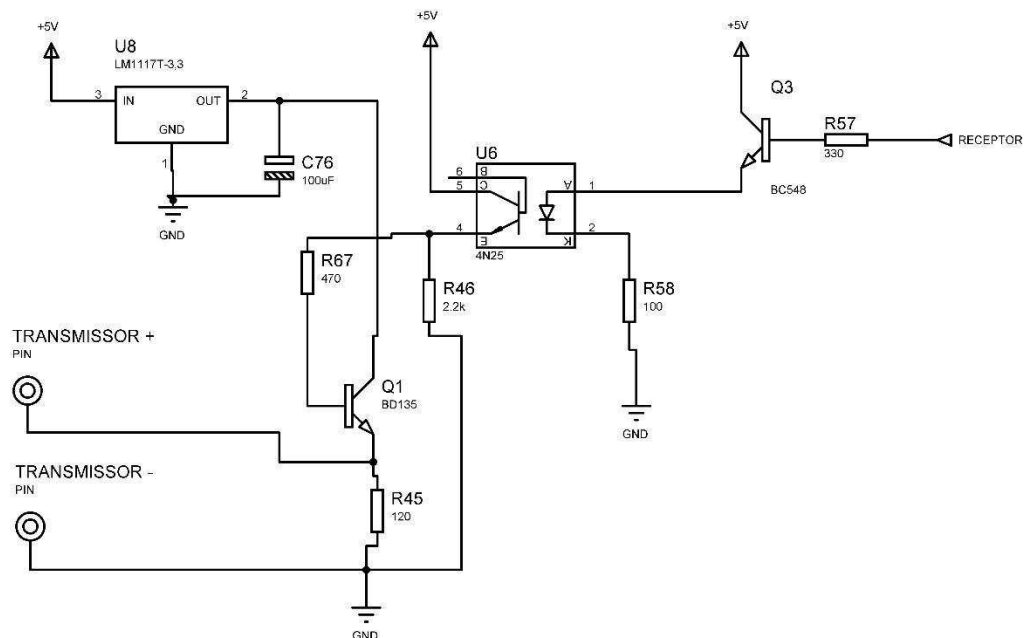 +5V
U8
LM1117T-3,3
3
IN
OUT
2
GND
1
C76
100uF
GND
+5V
U6
6
B
5
C
A
1
4
E
K
2
4N25
+5V
Q3
BC548
R57
330
RECEPTOR
R67
470
R46
2.2k
R58
100
GND
TRANSMISSOR +
PIN
Q1
BD135
TRANSMISSOR -
PIN
R45
120
GND